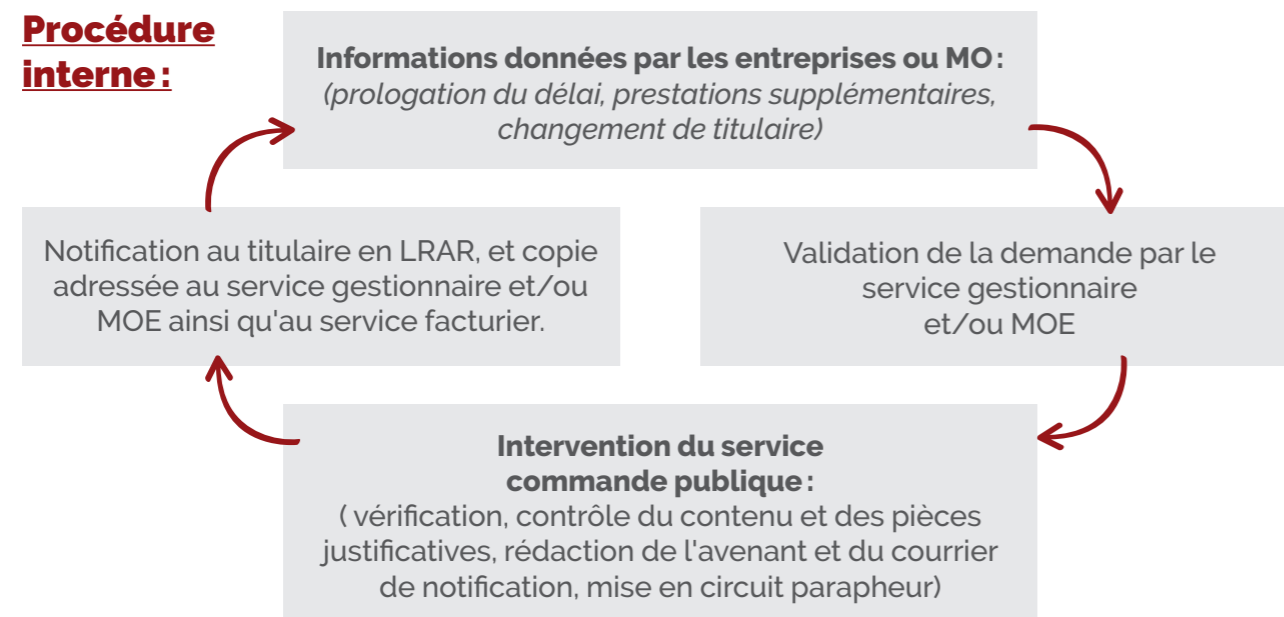 Procédure
interne :
Informations données par les entreprises ou MO :
(prologation du délai, prestations supplémentaires,
changement de titulaire)
Notification au titulaire en LRAR, et copie
adressée au service gestionnaire et/ou
MOE ainsi qu'au service facturier.
Validation de la demande par le
service gestionnaire
et/ou MOE
Intervention du service
commande publique :
( vérification, contrôle du contenu et des pièces
justificatives, rédaction de l'avenant et du courrier
de notification, mise en circuit parapheur)